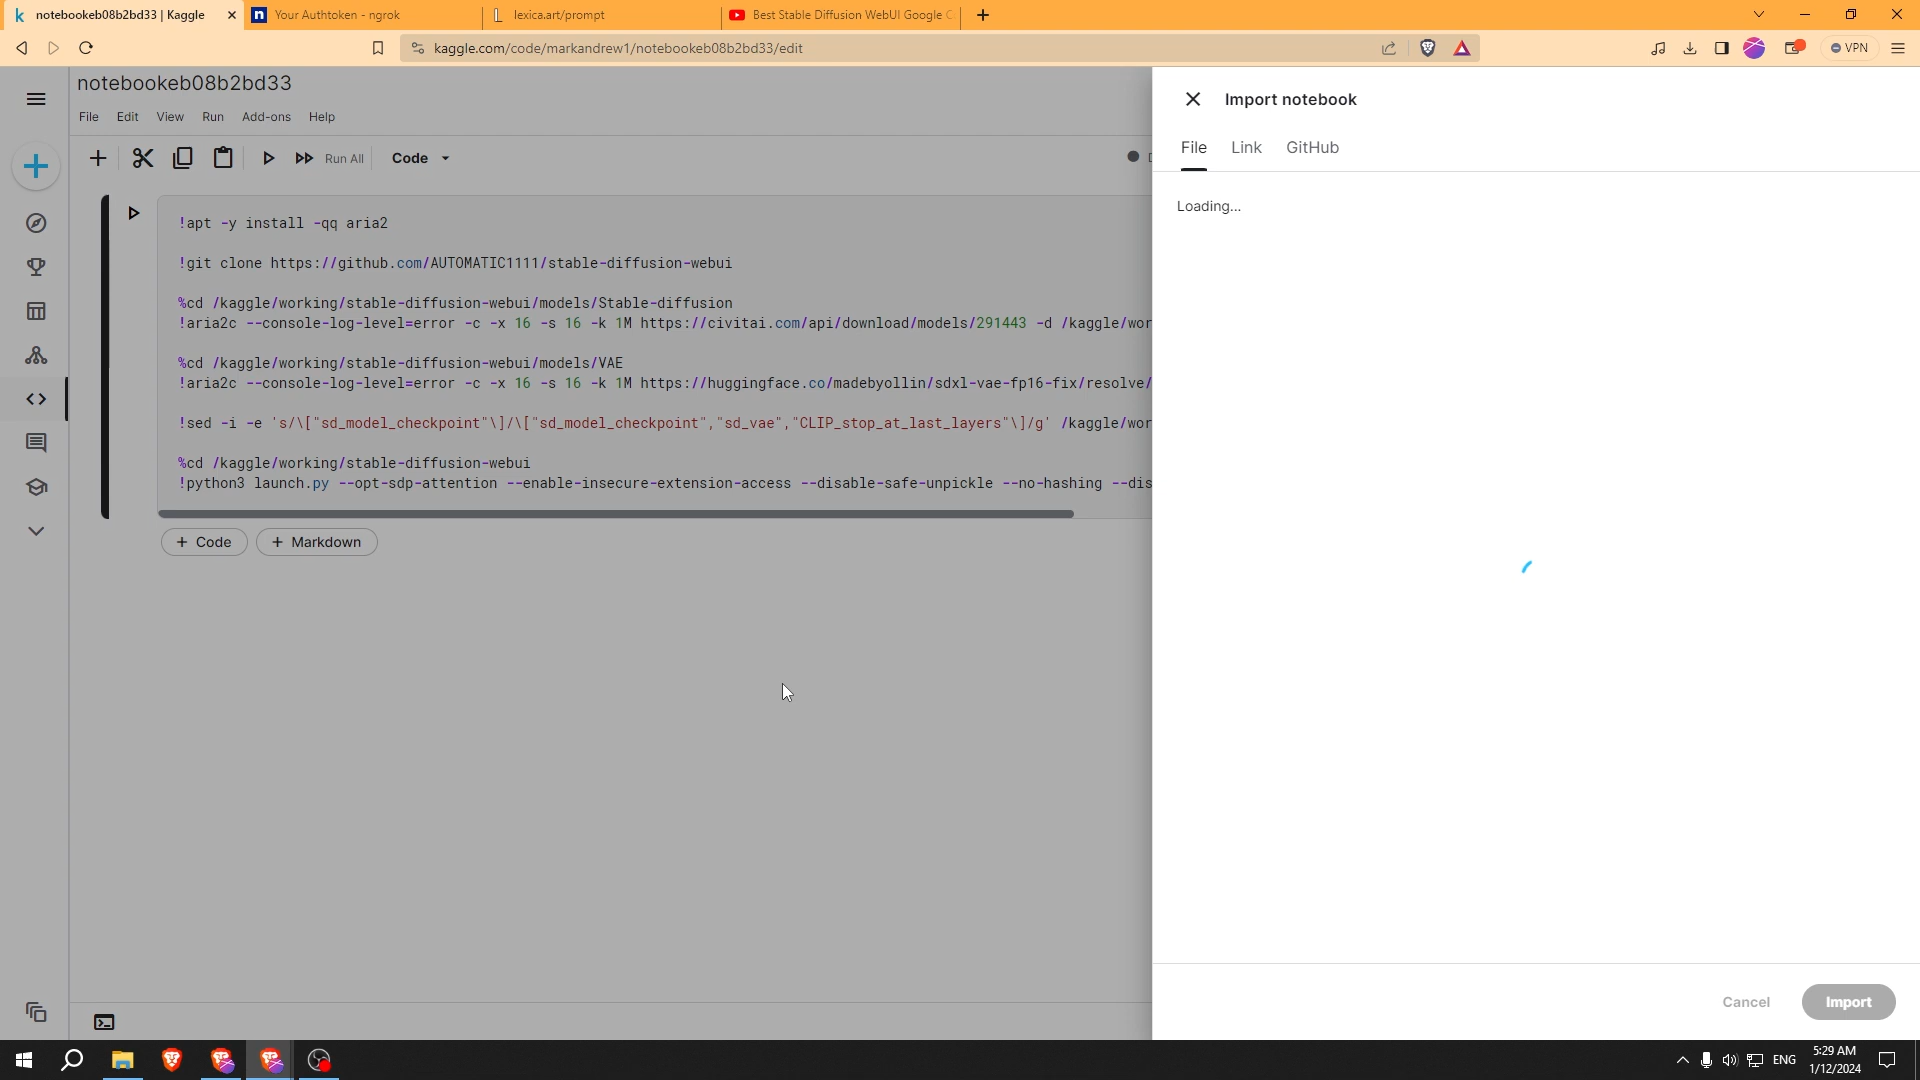 notebookeb08b2bd33 | Kaggle
Your Authtoken - ngrok
lexica.art/prompt
Best Stable Diffusion WebUI Google C
kaggle.com/code/markandrew1/notebookeb08b2bd33/edit
VPN
notebookeb08b2bd33
File Edit View Run Add-ons Help
Run All Code
Import notebook
File Link GitHub
Loading...
!apt -y install -qq aria2
!git clone https://github.com/AUTOMATIC1111/stable-diffusion-webui
%cd /kaggle/working/stable-diffusion-webui/models/Stable-diffusion
!aria2c --console-log-level=error -c -x 16 -s 16 -k 1M https://civitai.com/api/download/models/291443 -d /kaggle/wor
%cd /kaggle/working/stable-diffusion-webui/models/VAE
!aria2c --console-log-level=error -c -x 16 -s 16 -k 1M https://huggingface.co/madebyollin/sdxl-vae-fp16-fix/resolve/
!sed -i -e 's/\["sd_model_checkpoint"\]/\["sd_model_checkpoint","sd_vae","CLIP_stop_at_last_layers"\]/g' /kaggle/wor
%cd /kaggle/working/stable-diffusion-webui
!python3 launch.py --opt-sdp-attention --enable-insecure-extension-access --disable-safe-unpickle --no-hashing --dis
+ Code
+ Markdown
Cancel
Import
ENG
5:29 AM
1/12/2024